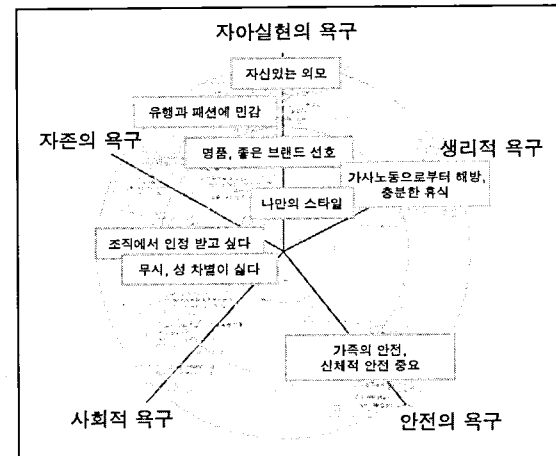 자아실현의 욕구
자신있는 외모
유행과 패션에 민감
자존의 욕구
명품, 좋은 브랜드 선호
생리적 욕구
가사노동으로부터 해방,
충분한 휴식
나만의 스타일
조직에서 인정 받고 싶다
무시, 성 차별이 싫다
가족의 안전,
신체적 안전 중요
사회적 욕구
안전의 욕구